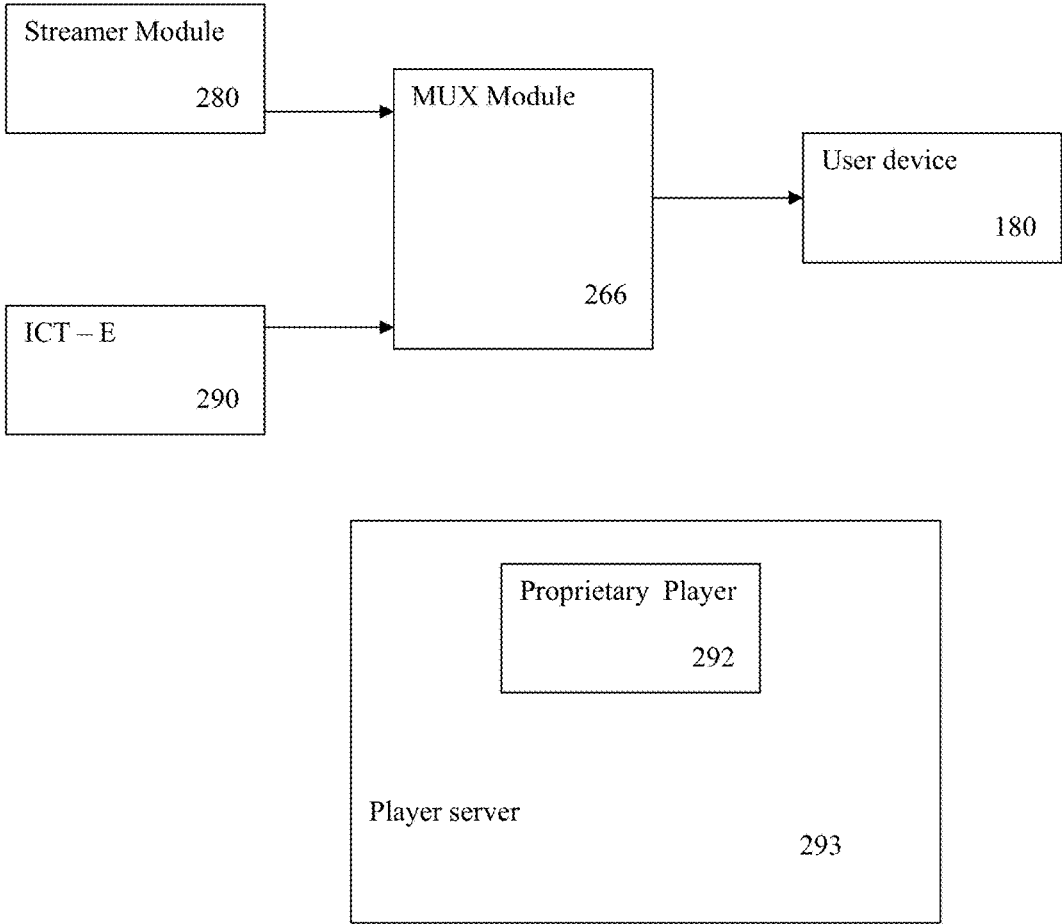 Streamer Module
280
MUX Module
266
User device
180
ICT – E
290
Proprietary Player
292
Player server
293